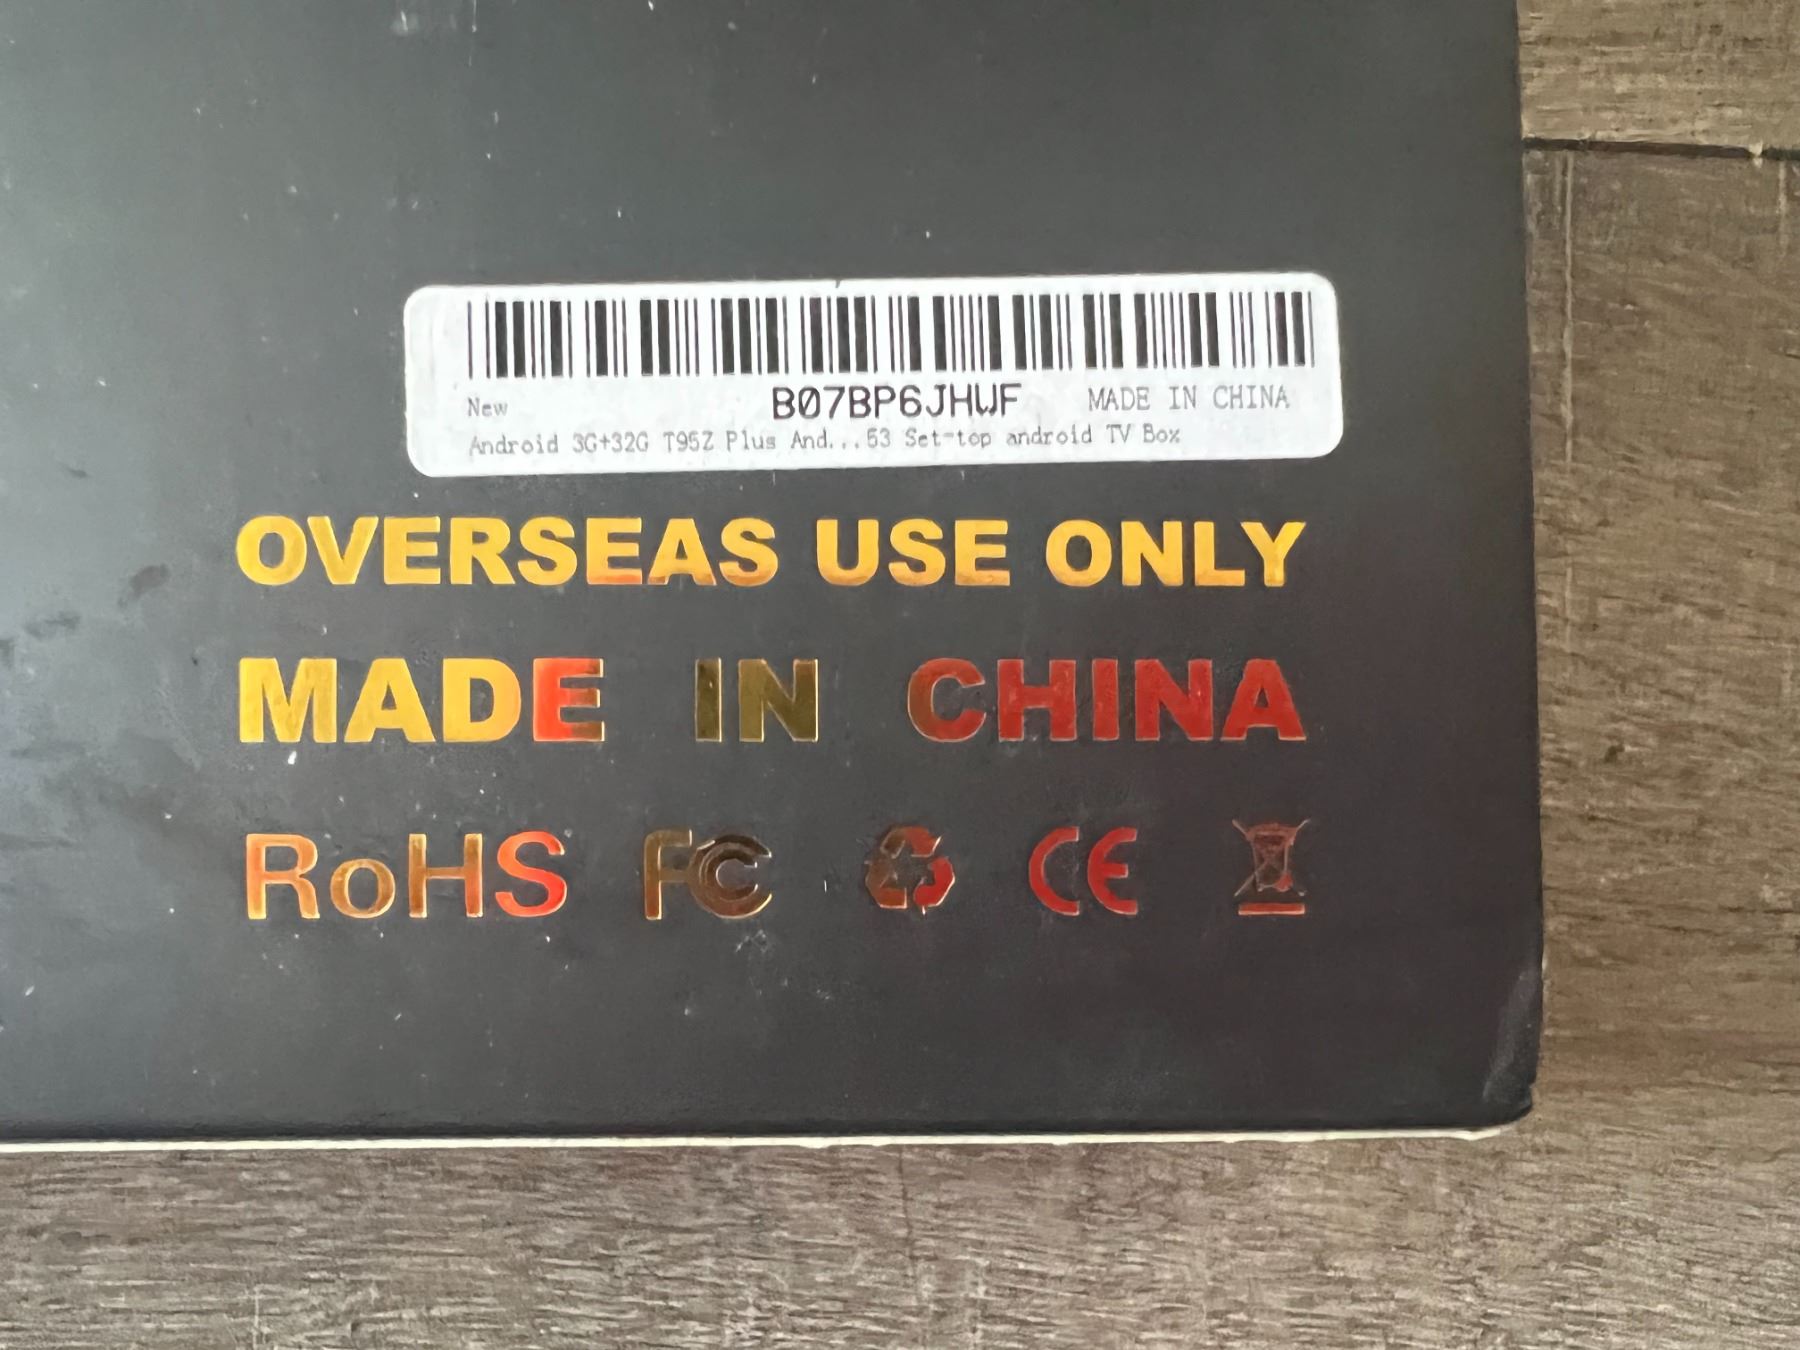 New B07BP6JHWF MADE IN CHINA
Android 3G+32G T95Z Plus And...53 Set-top android TV Box
OVERSEAS USE ONLY
MADE IN CHINA
RoHS FC CE